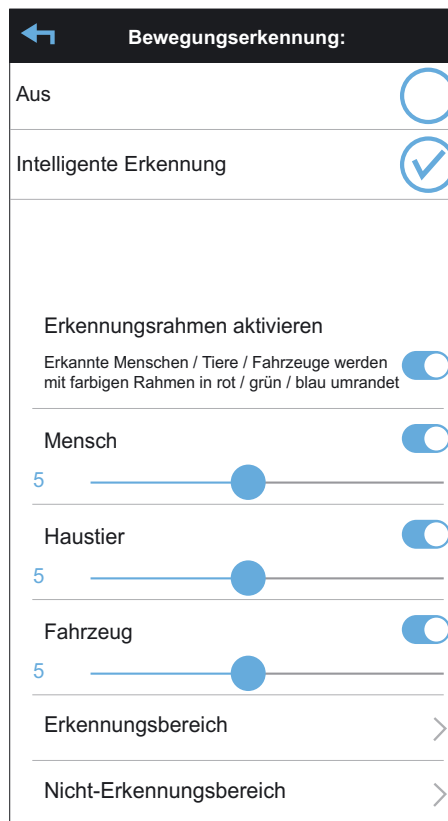 Bewegungserkennung:
Aus
Intelligente Erkennung
Erkennungsrahmen aktivieren
Erkannte Menschen / Tiere / Fahrzeuge werden
mit farbigen Rahmen in rot / grün / blau umrandet
Mensch
5
Haustier
5
Fahrzeug
5
Erkennungsbereich
Nicht-Erkennungsbereich